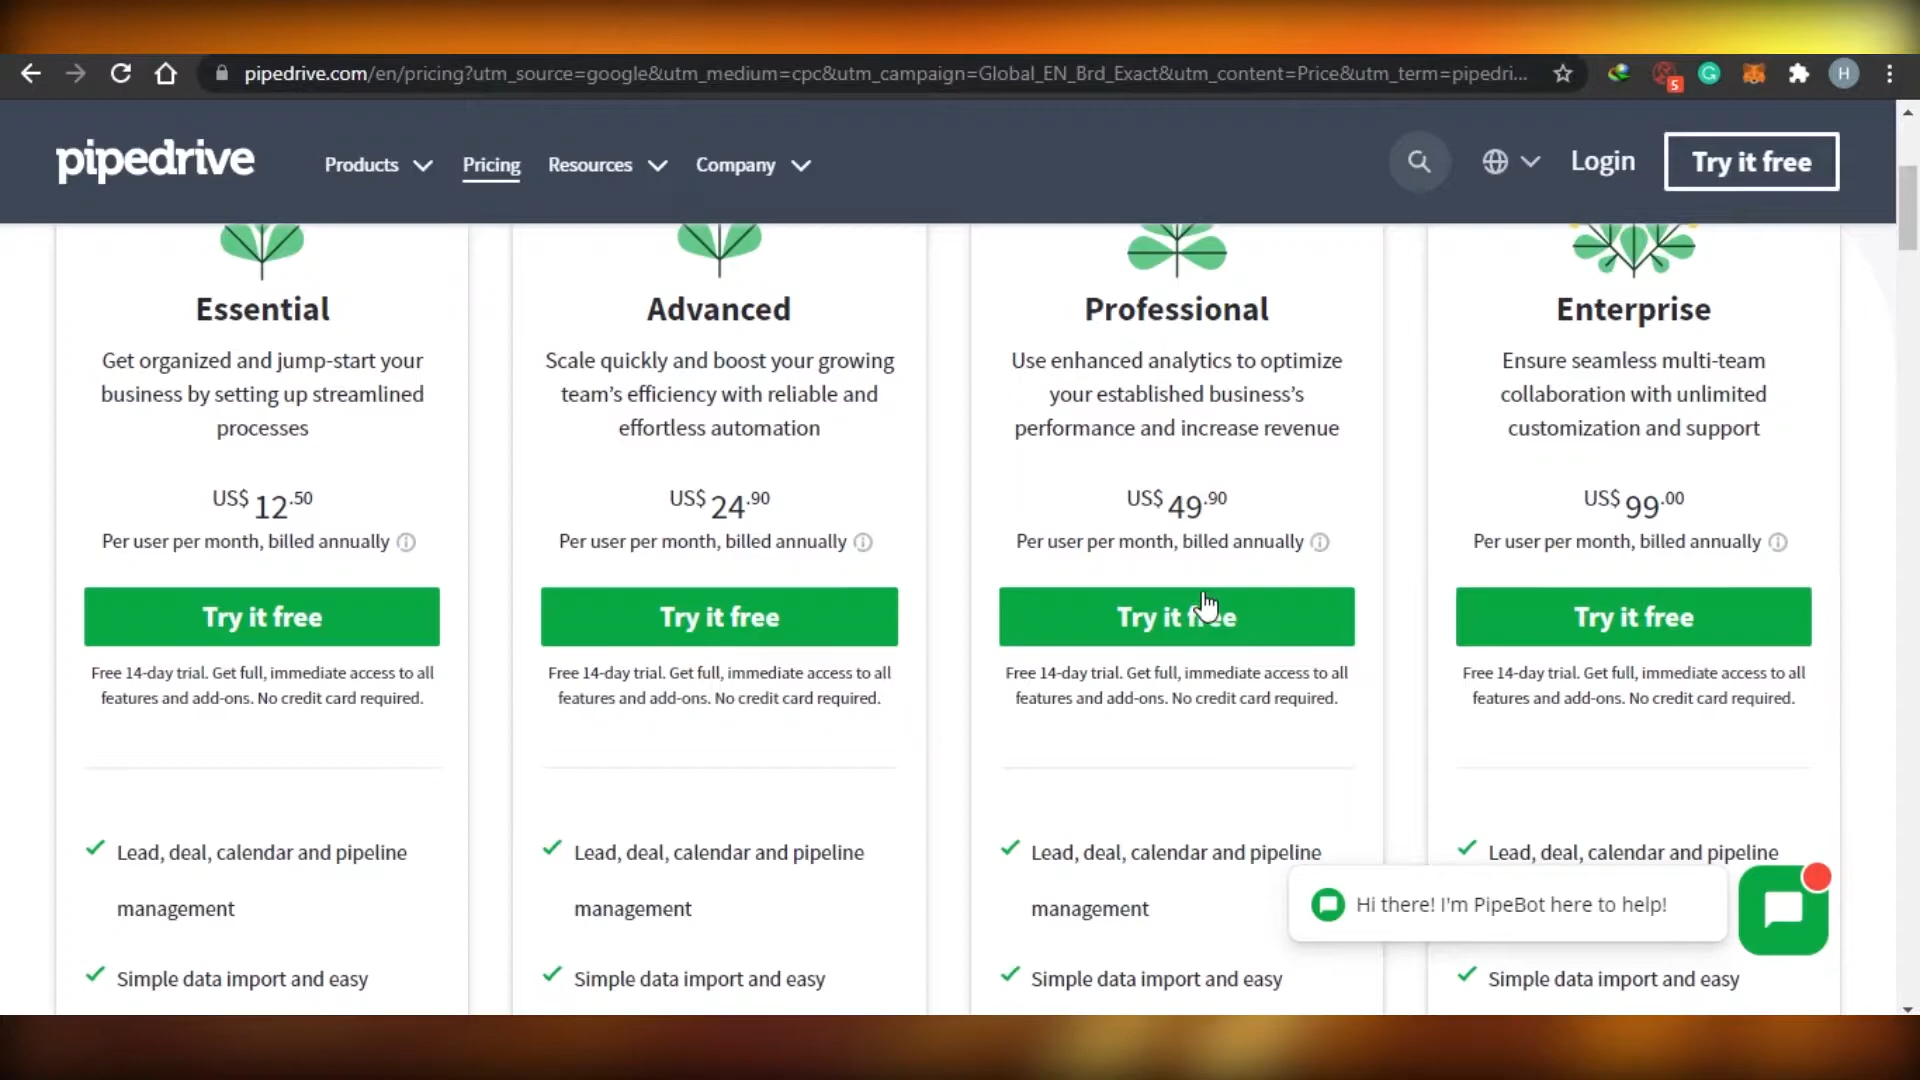 pipedrive.com/en/pricing?utm_source=google&utm_medium=cpc&utm_campaign=Global_EN_Brd_Exact&utm_content=Price&utm_term=pipedri...
5
G
H
pipedrive
Products
Pricing
Resources
Company
Login
Try it free
Essential
Get organized and jump-start your
business by setting up streamlined
processes
US$ 12.50
Per user per month, billed annually
Try it free
Free 14-day trial. Get full, immediate access to all
features and add-ons. No credit card required.
Lead, deal, calendar and pipeline
management
Simple data import and easy
Advanced
Scale quickly and boost your growing
team’s efficiency with reliable and
effortless automation
US$ 24.90
Per user per month, billed annually
Try it free
Free 14-day trial. Get full, immediate access to all
features and add-ons. No credit card required.
Lead, deal, calendar and pipeline
management
Simple data import and easy
Professional
Use enhanced analytics to optimize
your established business’s
performance and increase revenue
US$ 49.90
Per user per month, billed annually
Try it free
Free 14-day trial. Get full, immediate access to all
features and add-ons. No credit card required.
Lead, deal, calendar and pipeline
management
Simple data import and easy
Enterprise
Ensure seamless multi-team
collaboration with unlimited
customization and support
US$ 99.00
Per user per month, billed annually
Try it free
Free 14-day trial. Get full, immediate access to all
features and add-ons. No credit card required.
Lead, deal, calendar and pipeline
Simple data import and easy
Hi there! I'm PipeBot here to help!